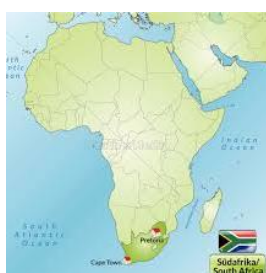 Indian
Ocean
South
Atlantic
Ocean
Pretoria
Cape Town
Südafrika/
South Africa